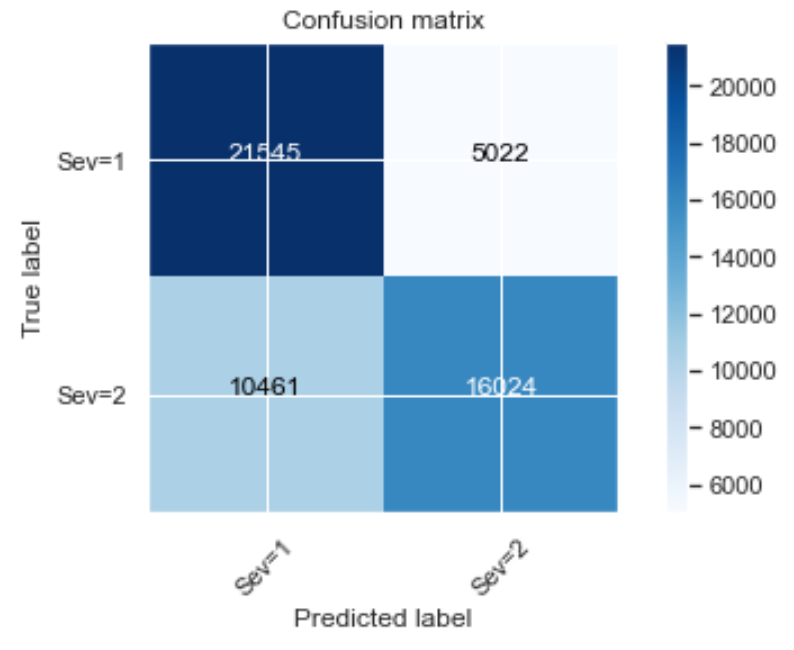 Confusion matrix
Sev=1
21545
5022
Sev=2
10461
16024
True label
Sev=1
Sev=2
Predicted label
20000
18000
16000
14000
12000
10000
8000
6000